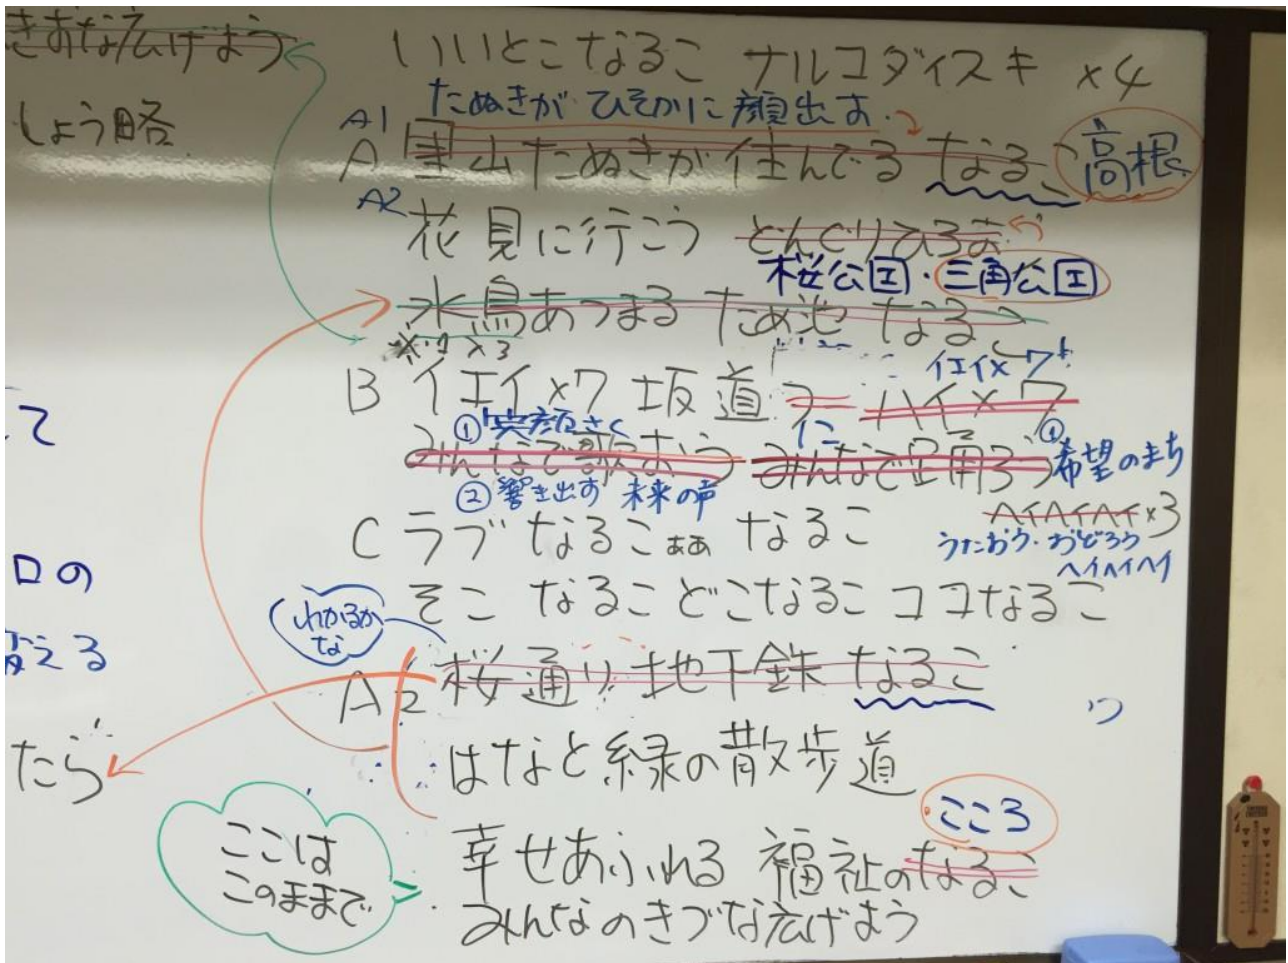 きずな広げよう
しょう略
て
ロの
変える
たら
いいとこなるこ ナルコダイスキ ×4
たぬきが ひそかに顔出す
A1
A 里山たぬきが住んでる なるこ 高根
A2
花見に行こう どんぐりひろば
桜公園・三角公園
水鳥あつまる ため池 なるこ
×3
イエイ×7
B イエイ×7 坂道 ハイ×7
①笑顔さく に ①
みんなで歌おう みんなで踊ろう 希望のまち
②響き出す 未来の声
ヘイヘイヘイ×3
C ラブ なるこぁぁ なるこ
うたおう・おどろう
ヘイヘイヘイ
そこ なるこ どこなるこ ココなるこ
わかるか
な
A2 桜通り 地下鉄 なるこ
はなと緑の散歩道
こころ
ここは
このままで
幸せあふれる 福祉のなるこ
みんなのきづな広げよう